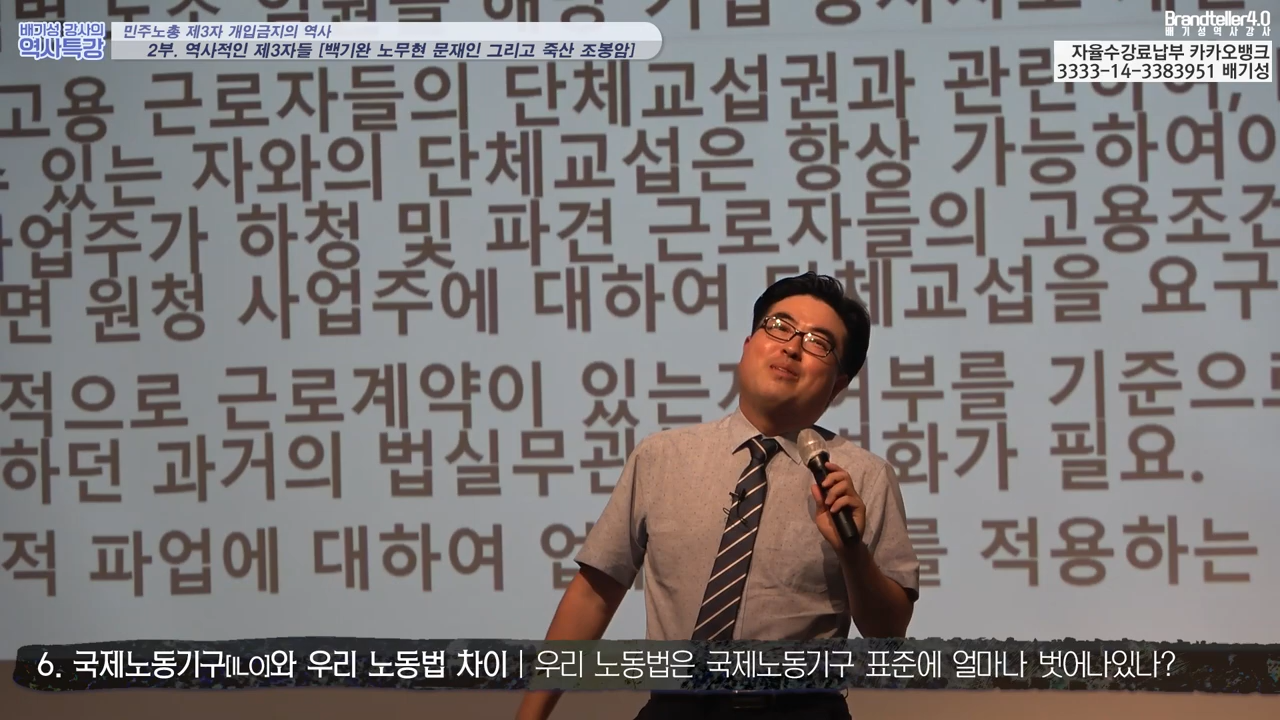 배기성 강사의
역사특강
민주노총 제3자 개입금지의 역사
2부. 역사적인 제3자들 [백기완 노무현 문재인 그리고 죽산 조봉암]
Brandteller4.0
배기성역사강사
자율수강료납부 카카오뱅크
3333-14-3383951 배기성
고용 근로자들의 단체교섭권과 관련하여,
있는 자와의 단체교섭은 항상 가능하여야
사업주가 하청 및 파견 근로자들의 고용조건
면 원청 사업주에 대하여 단체교섭을 요구
적으로 근로계약이 있는지 여부를 기준으로
하던 과거의 법실무관 변화가 필요.
적 파업에 대하여 를 적용하는
6. 국제노동기구[ILO]와 우리 노동법 차이 | 우리 노동법은 국제노동기구 표준에 얼마나 벗어나있나?